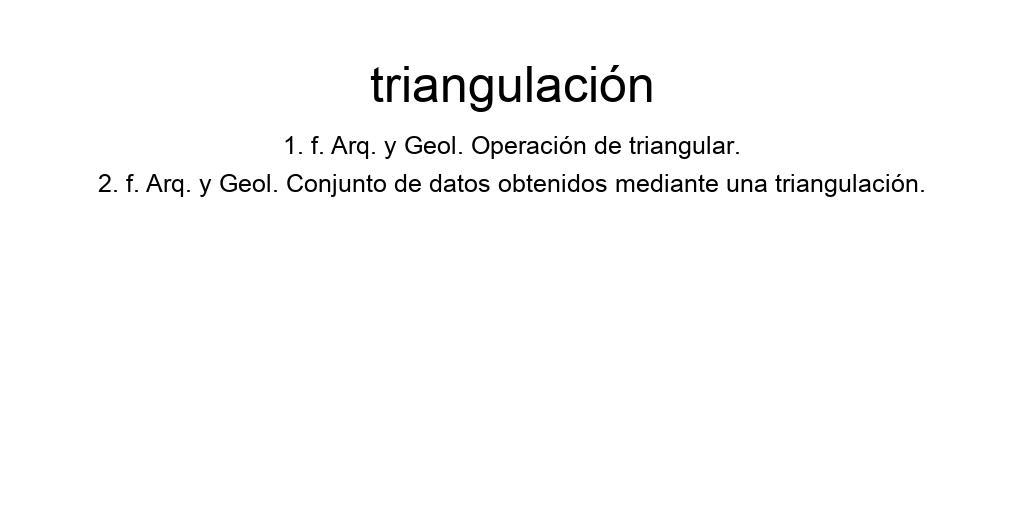 triangulación
1. f. Arq. y Geol. Operación de triangular.
2. f. Arq. y Geol. Conjunto de datos obtenidos mediante una triangulación.